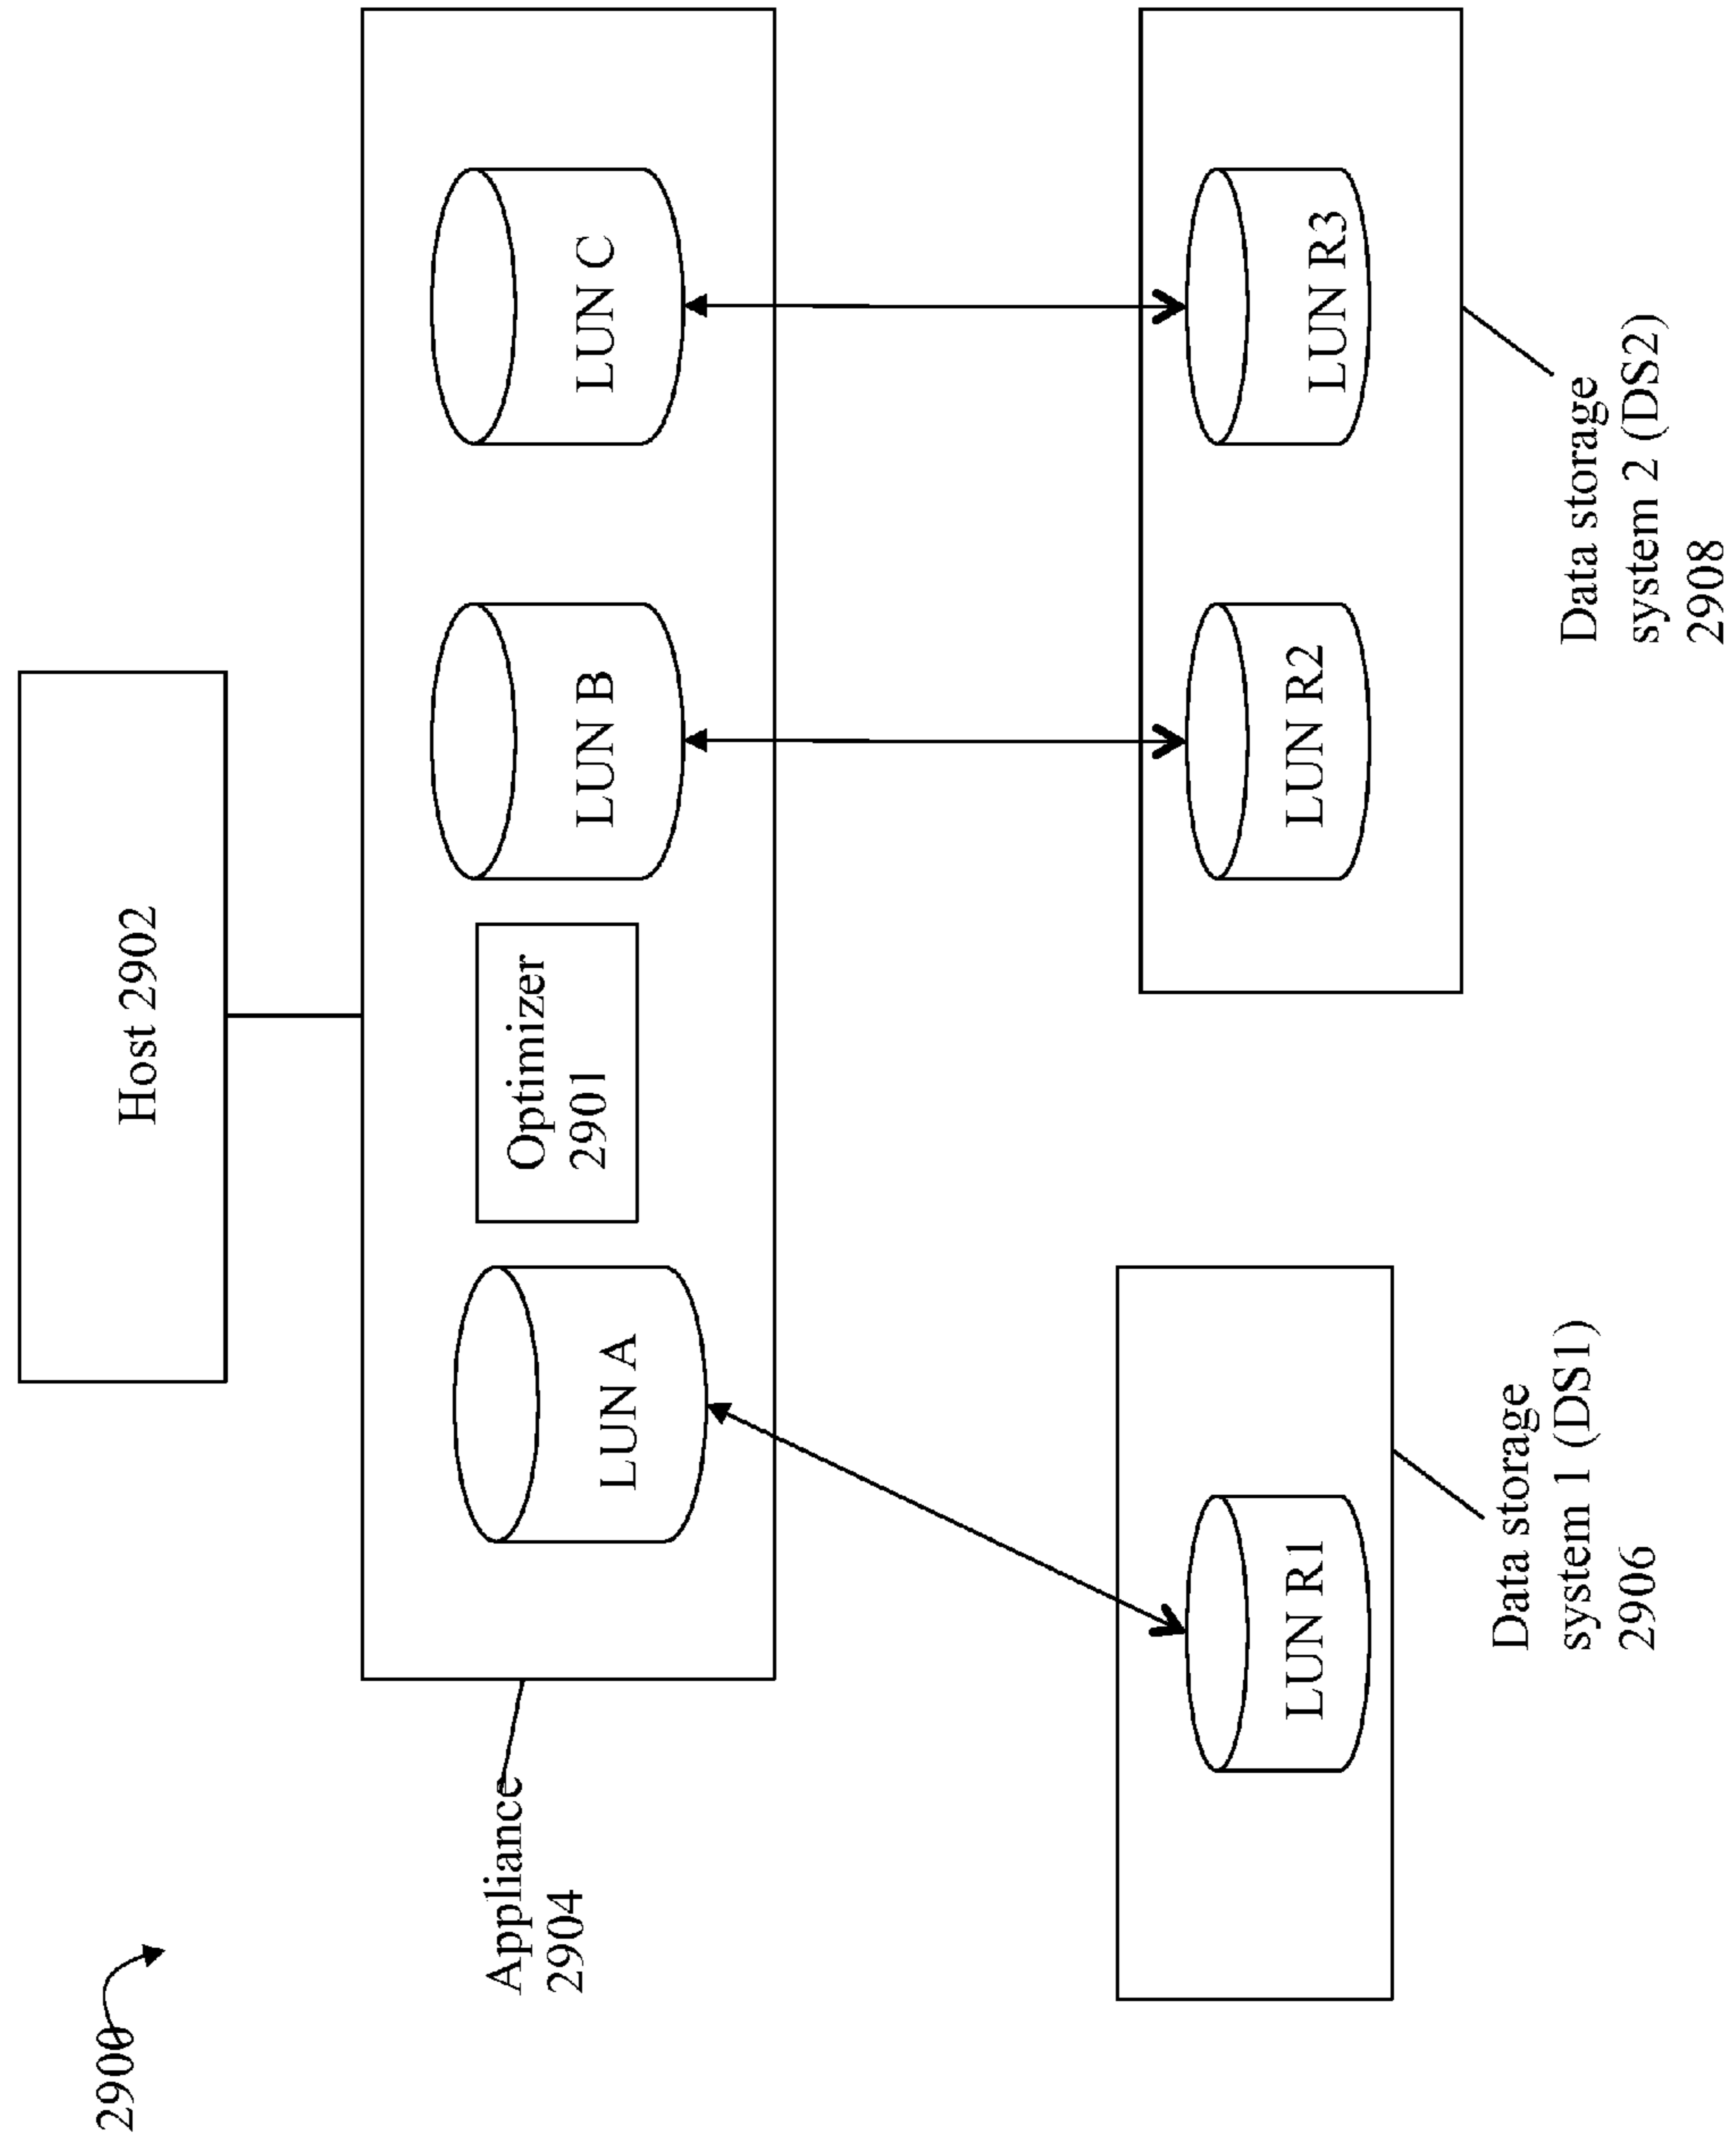 2900
Host 2902
Appliance
2904
LUN A
Optimizer
2901
LUN B
LUN C
LUN R1
LUN R2
LUN R3
Data storage
system 1 (DS1)
2906
Data storage
system 2 (DS2)
2908